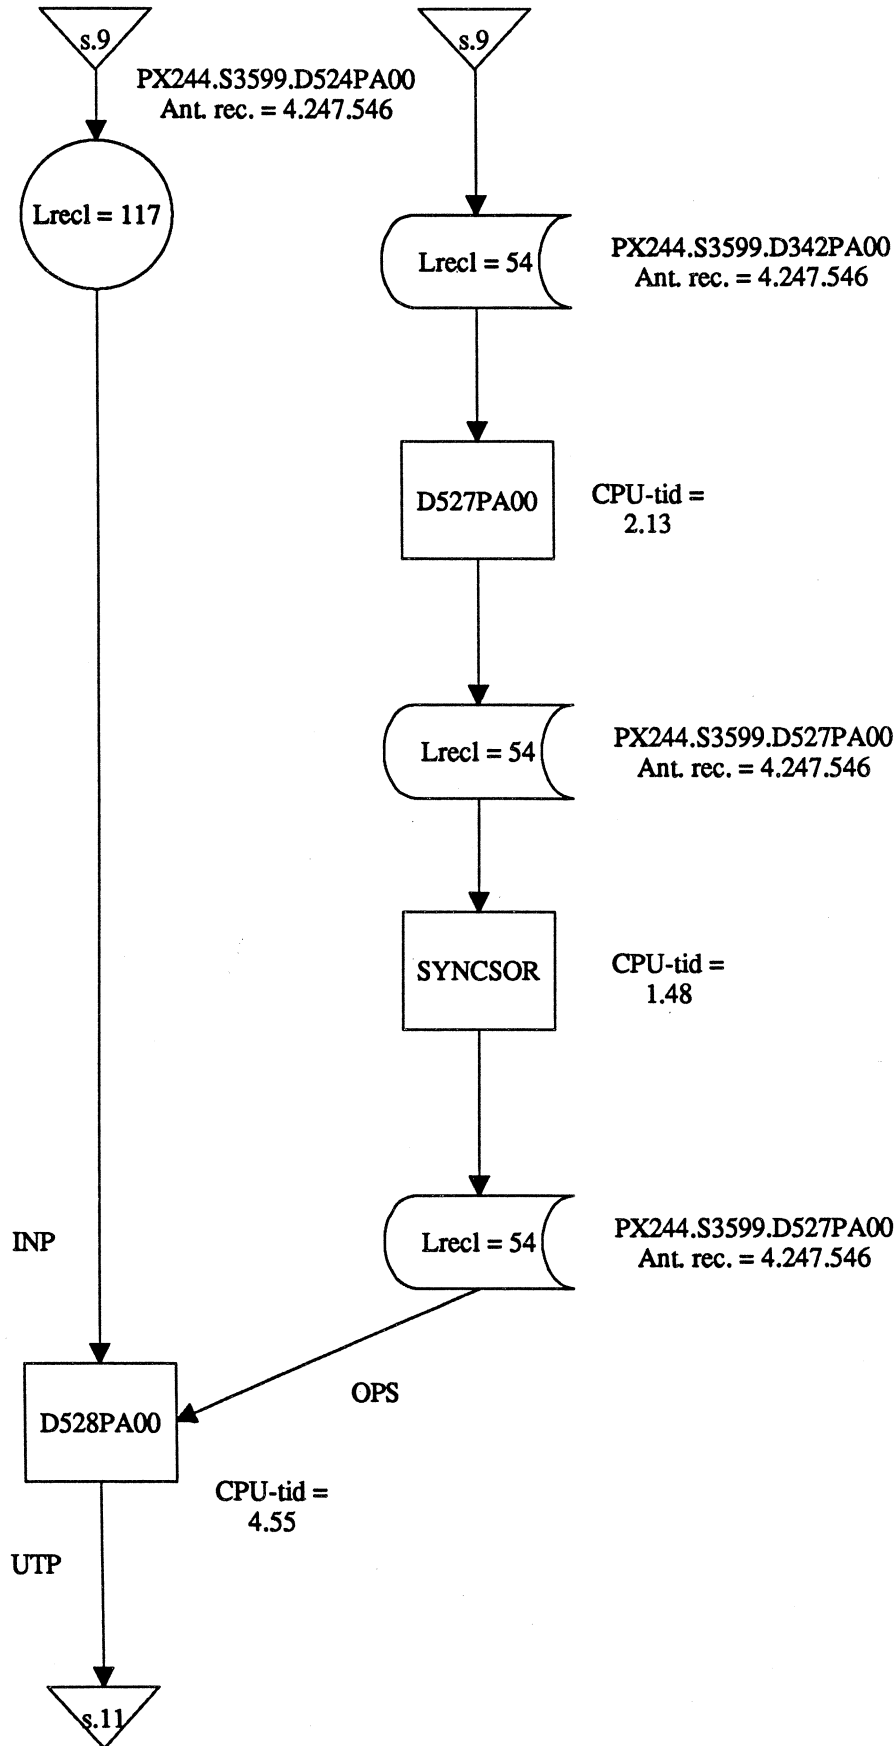 s.9
s.9
PX244.S3599.D524PA00
Ant. rec. = 4.247.546
Lrecl = 117
Lrecl = 54
PX244.S3599.D342PA00
Ant. rec. = 4.247.546
D527PA00
CPU-tid =
2.13
Lrecl = 54
PX244.S3599.D527PA00
Ant. rec. = 4.247.546
SYNCSOR
CPU-tid =
1.48
INP
Lrecl = 54
PX244.S3599.D527PA00
Ant. rec. = 4.247.546
OPS
D528PA00
CPU-tid =
4.55
UTP
s.11